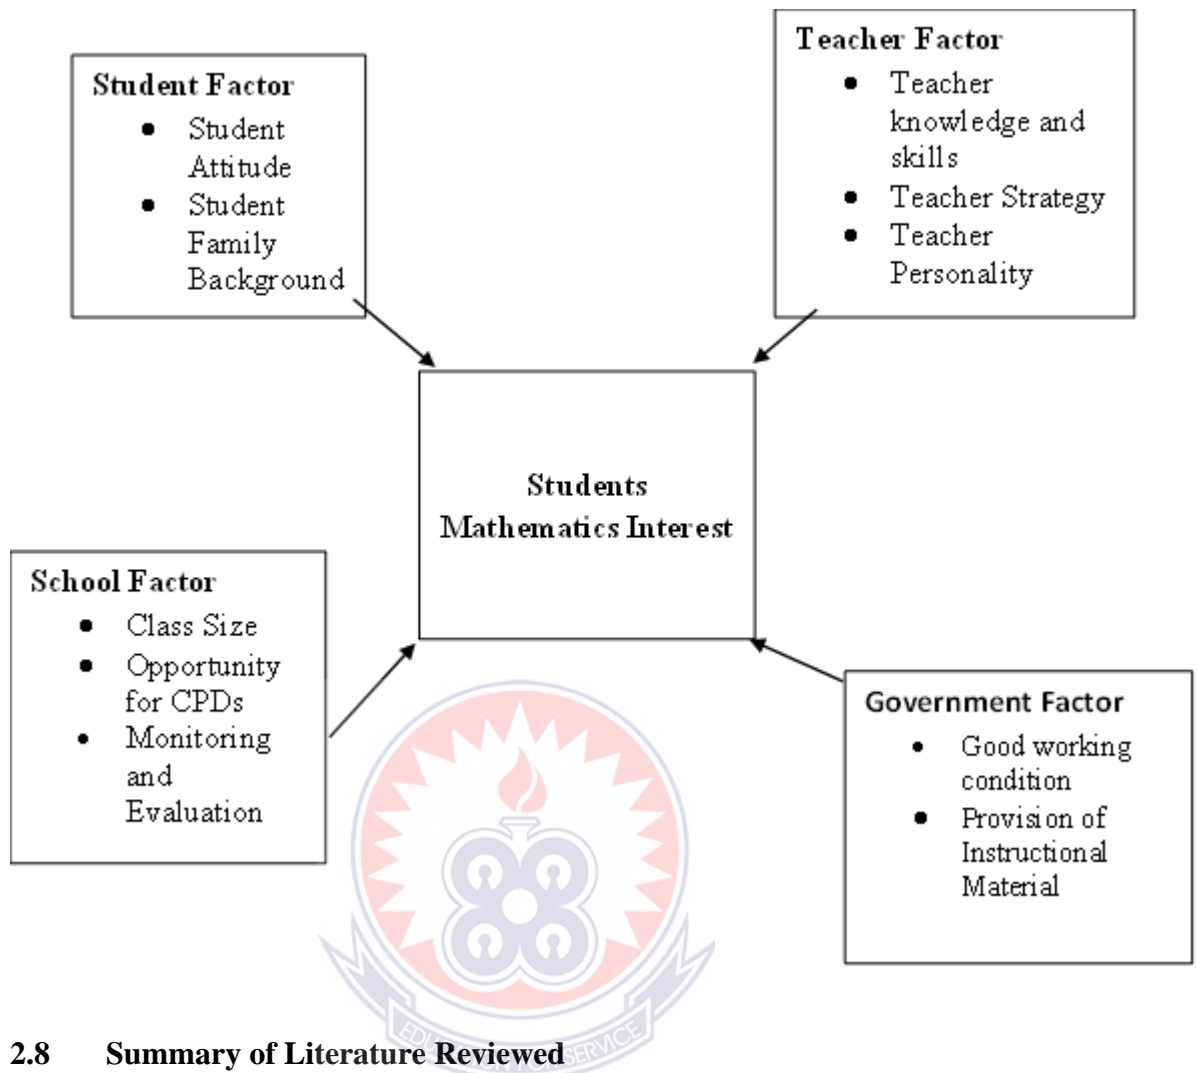 Student Factor
● Student
Attitude
● Student
Family
Background
Teacher Factor
● Teacher
knowledge and
skills
● Teacher Strategy
● Teacher
Personality
Students
Mathematics Interest
School Factor
● Class Size
● Opportunity
for CPDs
● Monitoring
and
Evaluation
Government Factor
● Good working
condition
● Provision of
Instructional
Material
2.8 Summary of Literature Reviewed